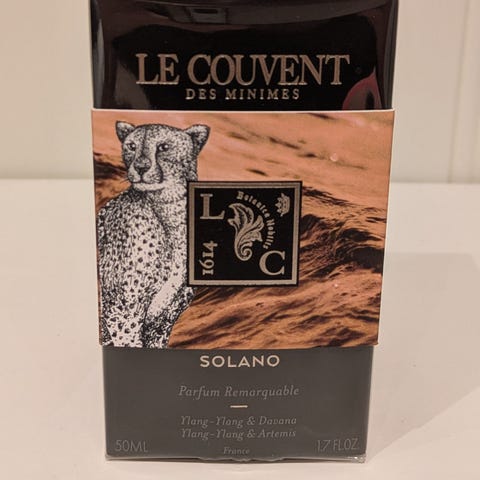 LE COUVENT
DES MINIMES
L
Botanica Nobilis
1614
C
SOLANO
Parfum Remarquable
Ylang-Ylang & Davana
Ylang-Ylang & Artemis
50ML
France
1.7 FL.OZ.